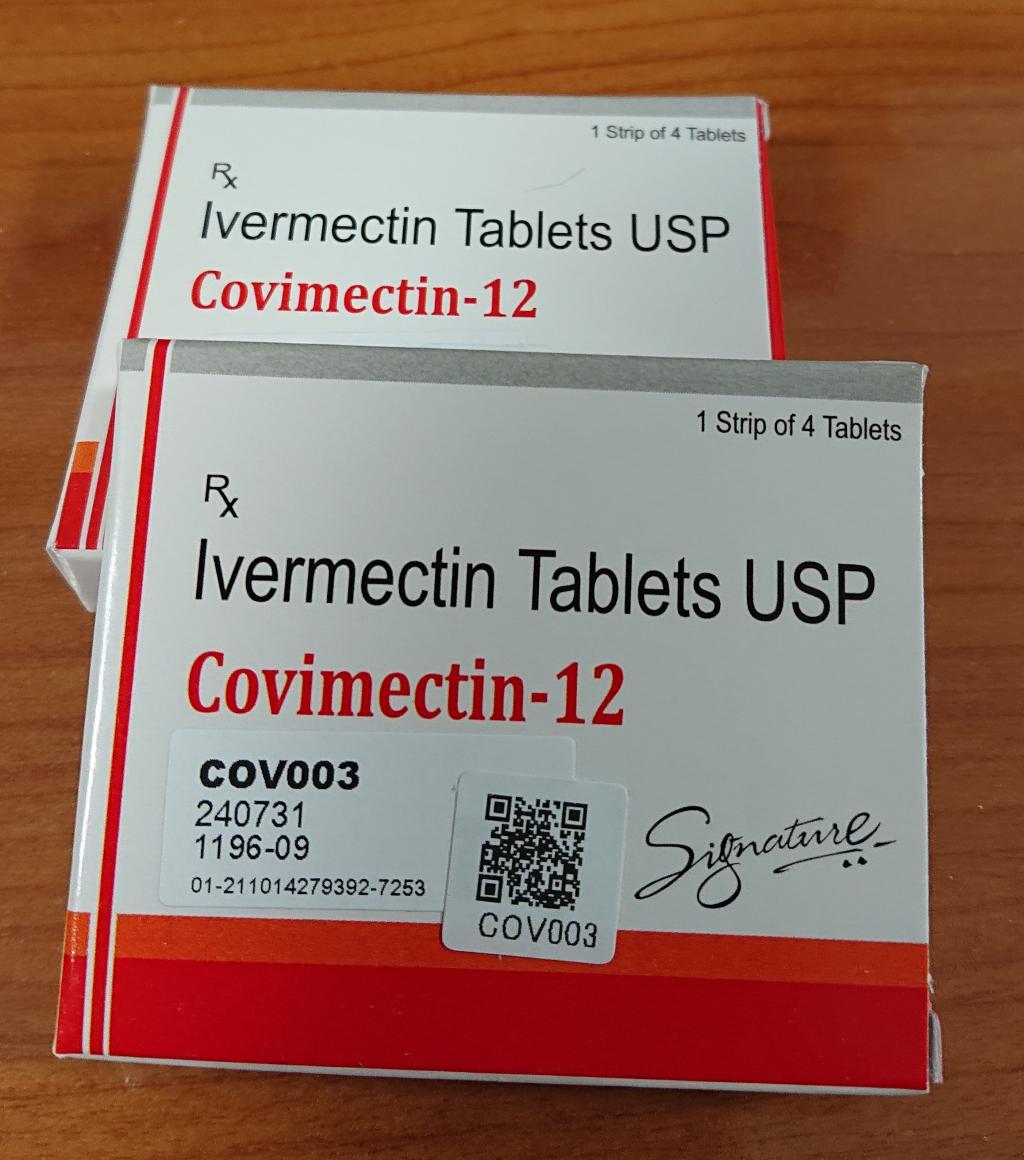 1 Strip of 4 Tablets
Rx
Ivermectin Tablets USP
Covimectin-12
1 Strip of 4 Tablets
Rx
Ivermectin Tablets USP
Covimectin-12
COV003
240731
1196-09
01-211014279392-7253
COV003
Signature